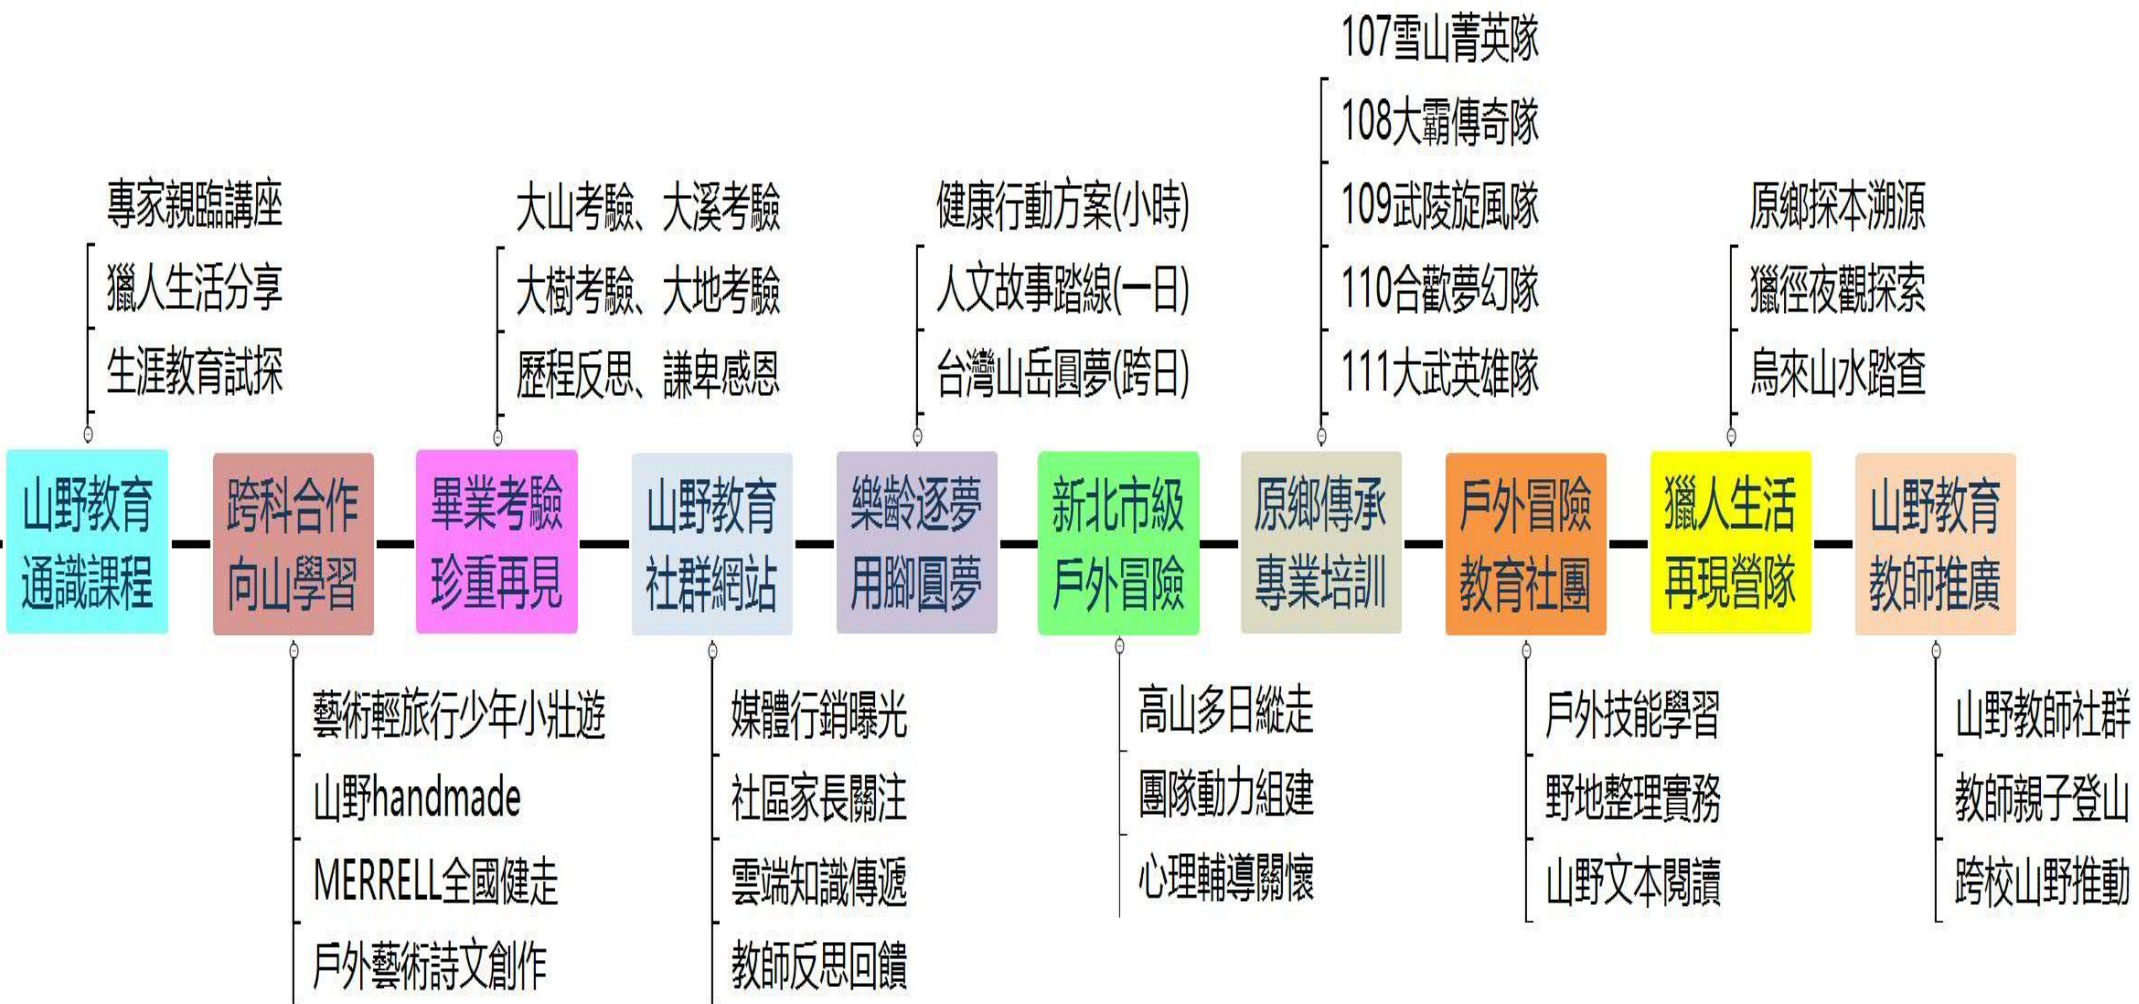 107雪山菁英隊
108大霸傳奇隊
109武陵旋風隊
110合歡夢幻隊
111大武英雄隊
專家親臨講座
獵人生活分享
生涯教育試探
大山考驗、大溪考驗
大樹考驗、大地考驗
歷程反思、謙卑感恩
健康行動方案(小時)
人文故事踏線(一日)
台灣山岳圓夢(跨日)
原鄉探本溯源
獵徑夜觀探索
烏來山水踏查
山野教育
通識課程
跨科合作
向山學習
畢業考驗
珍重再見
山野教育
社群網站
樂齡逐夢
用腳圓夢
新北市級
戶外冒險
原鄉傳承
專業培訓
戶外冒險
教育社團
獵人生活
再現營隊
山野教育
教師推廣
藝術輕旅行少年小壯遊
山野handmade
MERRELL全國健走
戶外藝術詩文創作
媒體行銷曝光
社區家長關注
雲端知識傳遞
教師反思回饋
高山多日縱走
團隊動力組建
心理輔導關懷
戶外技能學習
野地整理實務
山野文本閱讀
山野教師社群
教師親子登山
跨校山野推動